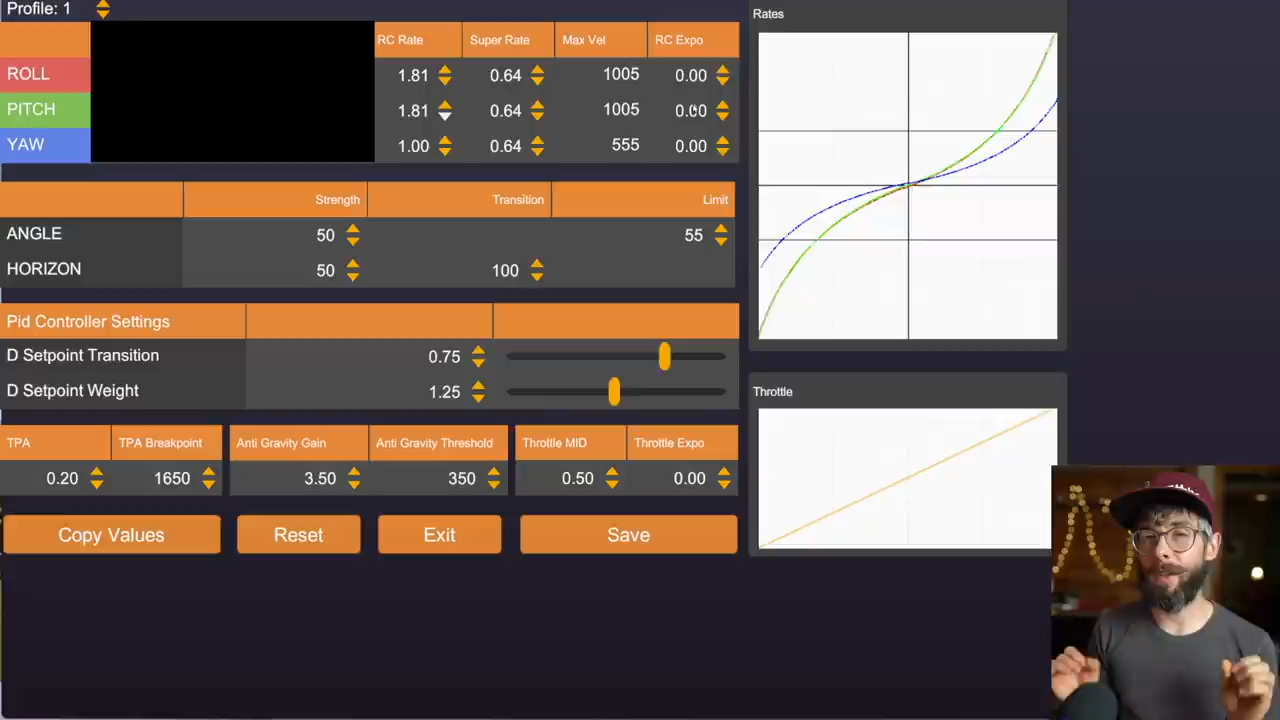 Profile: 1
RC Rate Super Rate Max Vel RC Expo
ROLL 1.81 0.64 1005 0.00
PITCH 1.81 0.64 1005 0.00
YAW 1.00 0.64 555 0.00
Strength Transition Limit
ANGLE 50 55
HORIZON 50 100
Pid Controller Settings
D Setpoint Transition 0.75
D Setpoint Weight 1.25
TPA TPA Breakpoint Anti Gravity Gain Anti Gravity Threshold Throttle MID Throttle Expo
0.20 1650 3.50 350 0.50 0.00
Copy Values Reset Exit Save
Rates
Throttle